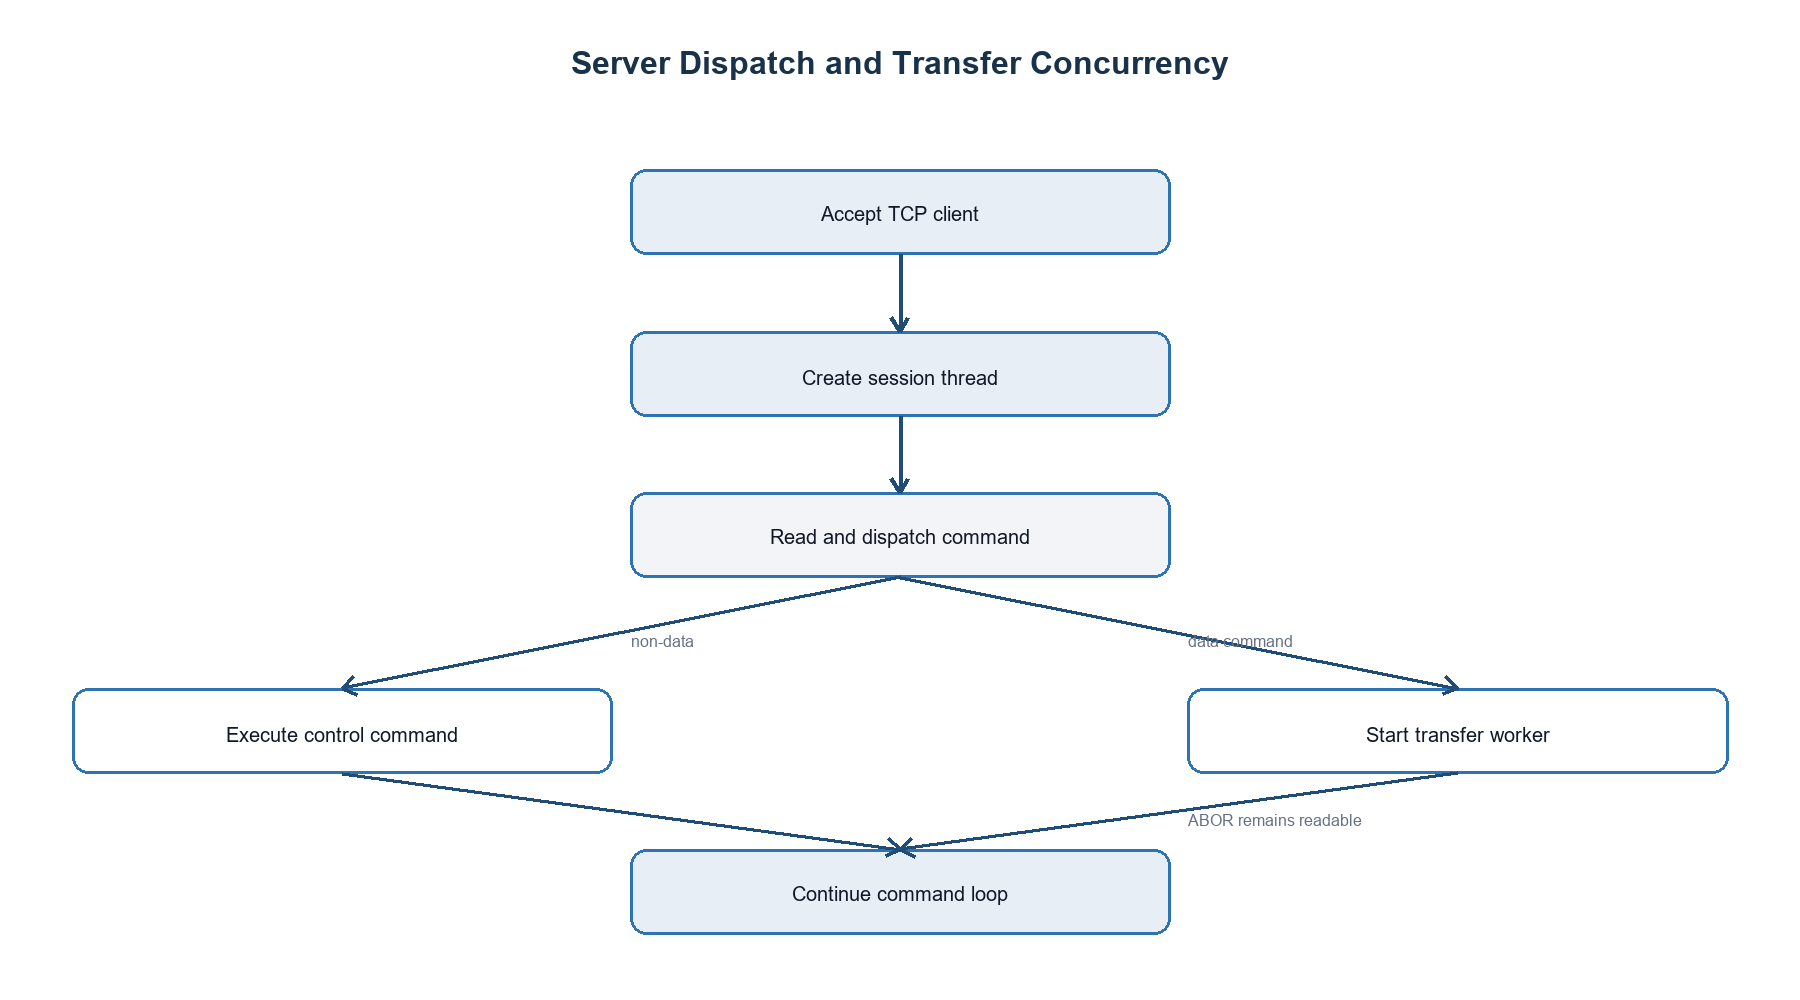 Server Dispatch and Transfer Concurrency
Accept TCP client
Create session thread
Read and dispatch command
non-data
data command
Execute control command
Start transfer worker
ABOR remains readable
Continue command loop